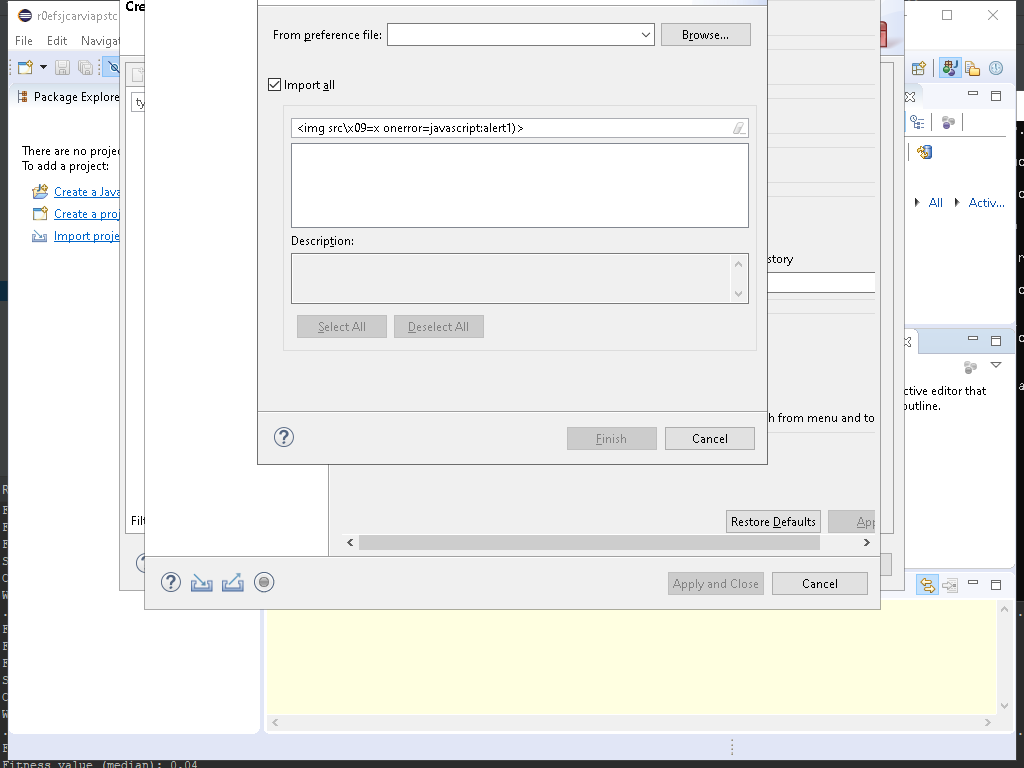 r0efsjcarviapstc
Cre
File Edit Navigat
Package Explore
ty
There are no projec
To add a project:
Create a Java
Create a proj
Import proje
Filt
From preference file:
Browse...
Import all
<img src\x09=x onerror=javascript:alert1)>
Description:
Select All
Deselect All
Finish
Cancel
story
h from menu and to
Restore Defaults
App
Apply and Close
Cancel
All
Activ...
ctive editor that
outline.
Fitness value (median): 0.04